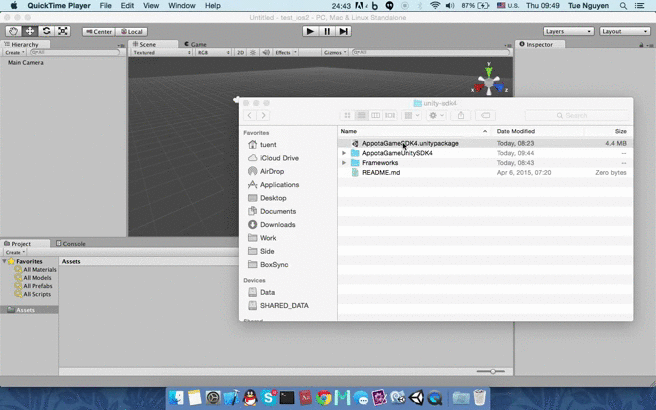 QuickTime Player File Edit View Window Help 24:43 4 87% U.S. Thu 09:49 Tue Nguyen
Untitled - test_ios2 - PC, Mac & Linux Standalone
Center Local Layers Layout
Hierarchy Scene Game Inspector
Create All Textured RGB 2D Effects Gizmos All
Main Camera
unity-sdk4
Search
Favorites
tuent
iCloud Drive
AirDrop
Applications
Desktop
Documents
Downloads
Work
Side
BoxSync
Devices
Data
SHARED_DATA
Name Date Modified Size
AppotaGameSDK4.unitypackage Today, 08:23 4.4 MB
AppotaGameUnitySDK4 Today, 09:44 --
Frameworks Today, 08:43 --
README.md Apr 6, 2015, 07:20 Zero bytes
Project Console
Create
Favorites
All Materials
All Models
All Prefabs
All Scripts
Assets
Assets